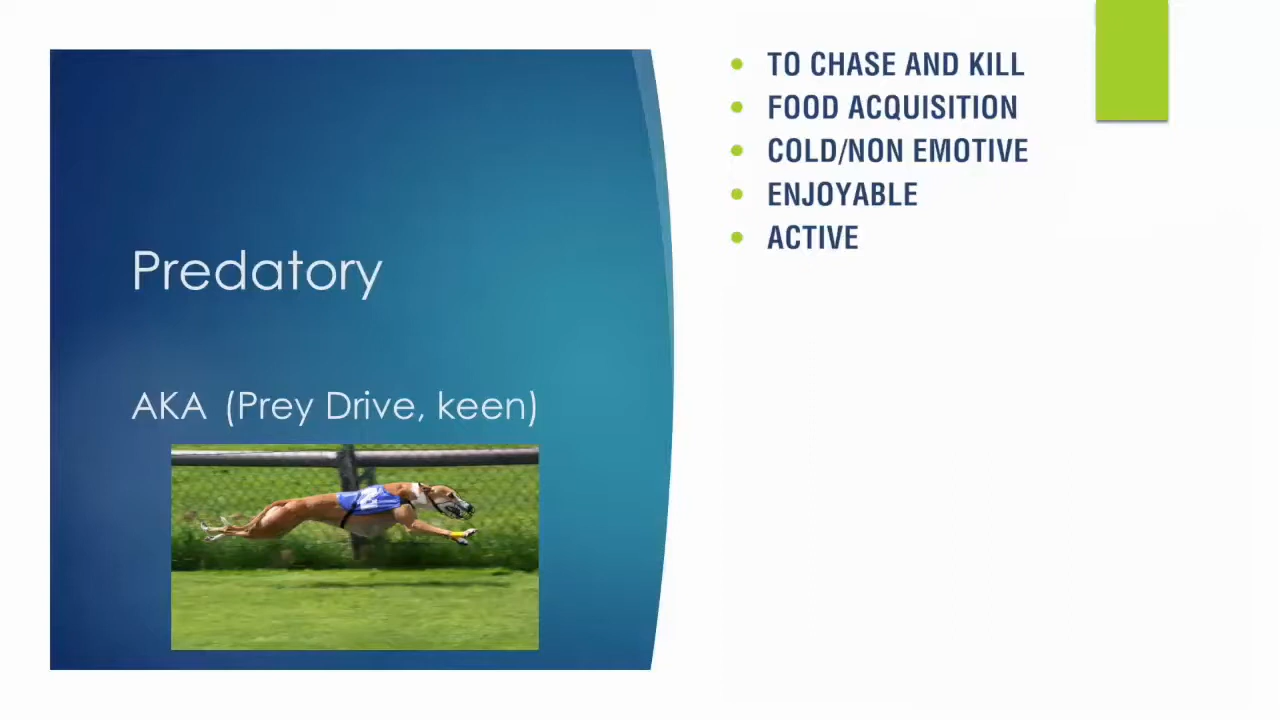 Predatory
AKA (Prey Drive, keen)
• TO CHASE AND KILL
• FOOD ACQUISITION
• COLD/NON EMOTIVE
• ENJOYABLE
• ACTIVE